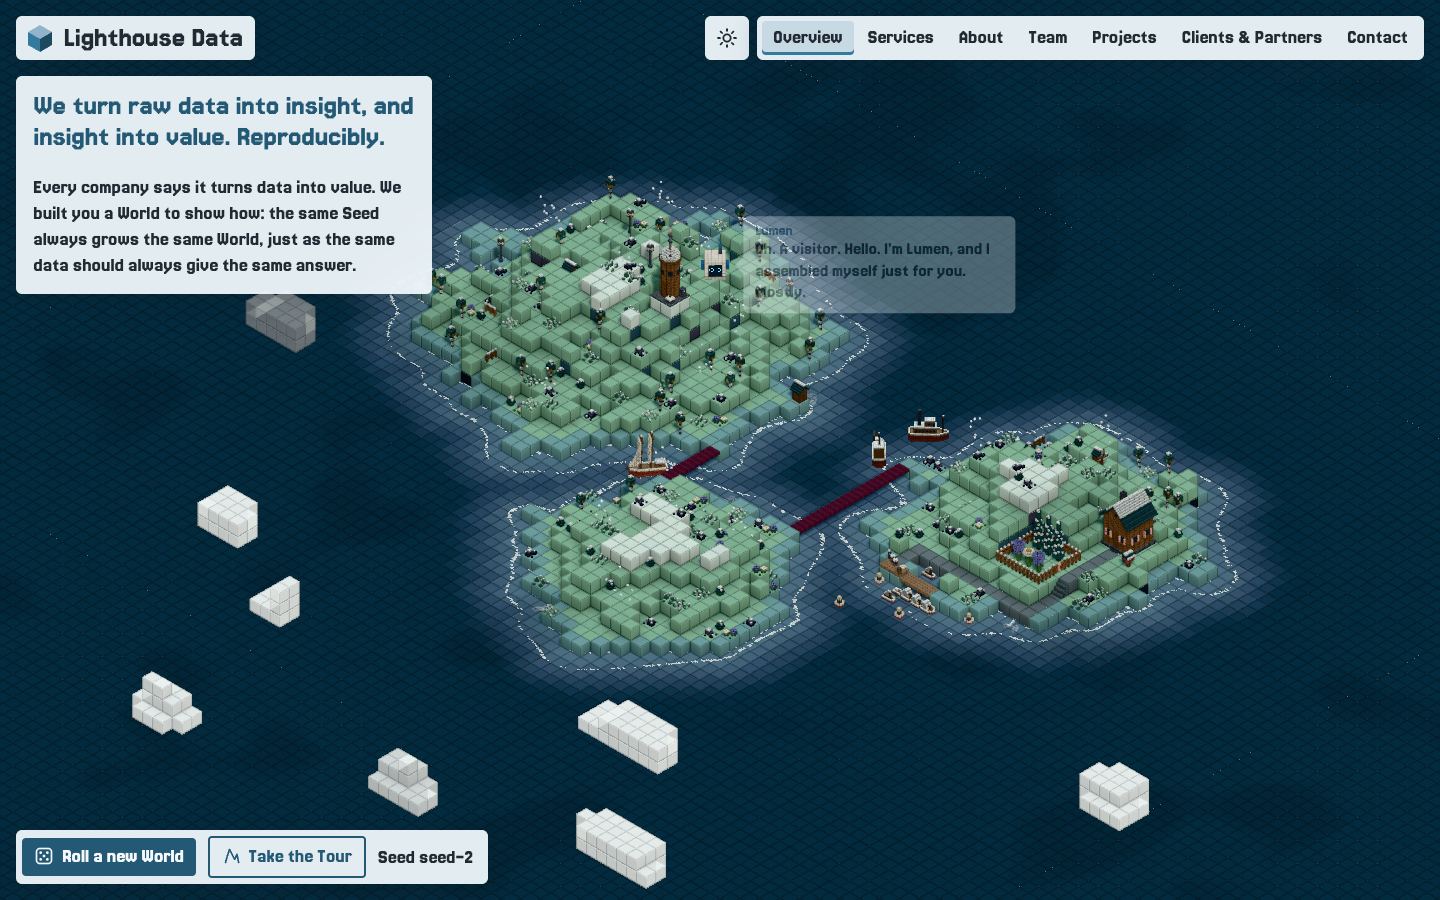 Lighthouse Data
Overview
Services
About
Team
Projects
Clients & Partners
Contact
We turn raw data into insight, and
insight into value. Reproducibly.
Every company says it turns data into value. We
built you a World to show how: the same Seed
always grows the same World, just as the same
data should always give the same answer.
Lumen
Oh. A visitor. Hello. I'm Lumen, and I
assembled myself just for you.
Mostly.
Roll a new World
Take the Tour
Seed seed-2